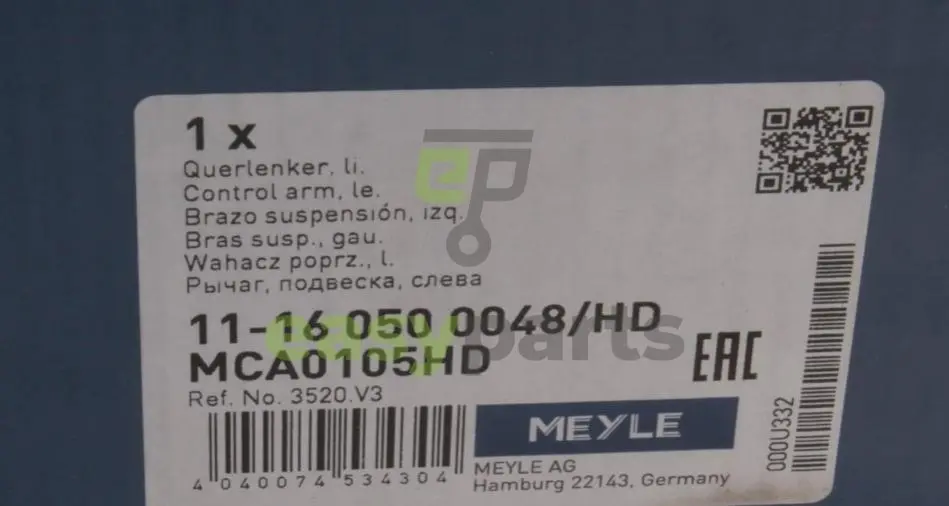 1 x
Querlenker, li.
Control arm, le.
Brazo suspensión, izq.
Bras susp., gau.
Wahacz poprz., l.
Рычаг, подвеска, слева
11-16 050 0048/HD
MCA0105HD
Ref. No. 3520.V3
4 040074 534304
MEYLE
MEYLE AG
Hamburg 22143, Germany
EAC
000U332
ep
easyparts